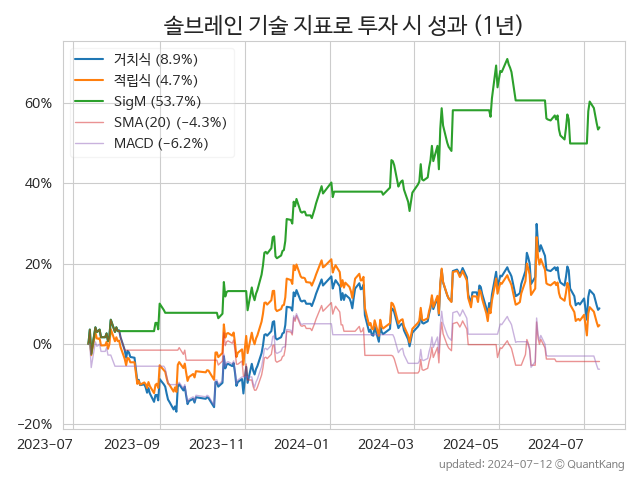 솔브레인 기술 지표로 투자 시 성과 (1년)
거치식 (8.9%)
적립식 (4.7%)
SigM (53.7%)
SMA(20) (−4.3%)
MACD (−6.2%)
60%
40%
20%
0%
−20%
2023-07 2023-09 2023-11 2024-01 2024-03 2024-05 2024-07
updated: 2024-07-12 © QuantKang